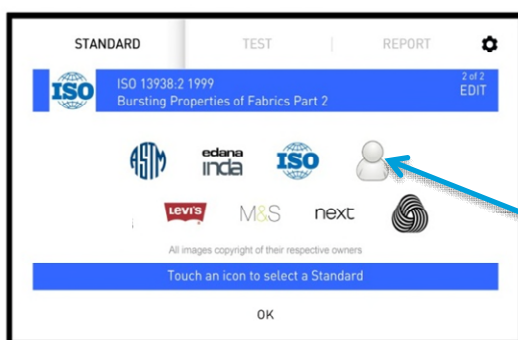 STANDARD TEST REPORT
ISO ISO 13938:2 1999 2 of 2
Bursting Properties of Fabrics Part 2 EDIT
ASTM edana inda ISO
LEVI'S M&S next
All images copyright of their respective owners
Touch an icon to select a Standard
OK